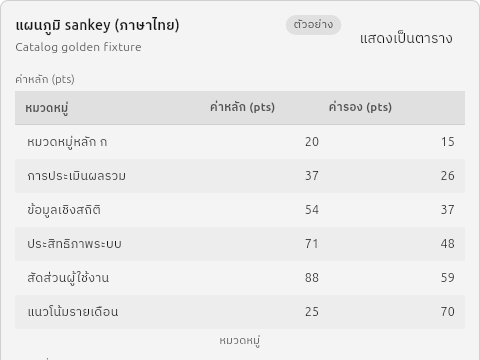 แผนภูมิ sankey (ภาษาไทย)
ตัวอย่าง
แสดงเป็นตาราง
Catalog golden fixture
ค่าหลัก (pts)
หมวดหมู่ ค่าหลัก (pts) ค่ารอง (pts)
หมวดหมู่หลัก ก 20 15
การประเมินผลรวม 37 26
ข้อมูลเชิงสถิติ 54 37
ประสิทธิภาพระบบ 71 48
สัดส่วนผู้ใช้งาน 88 59
แนวโน้มรายเดือน 25 70
หมวดหมู่